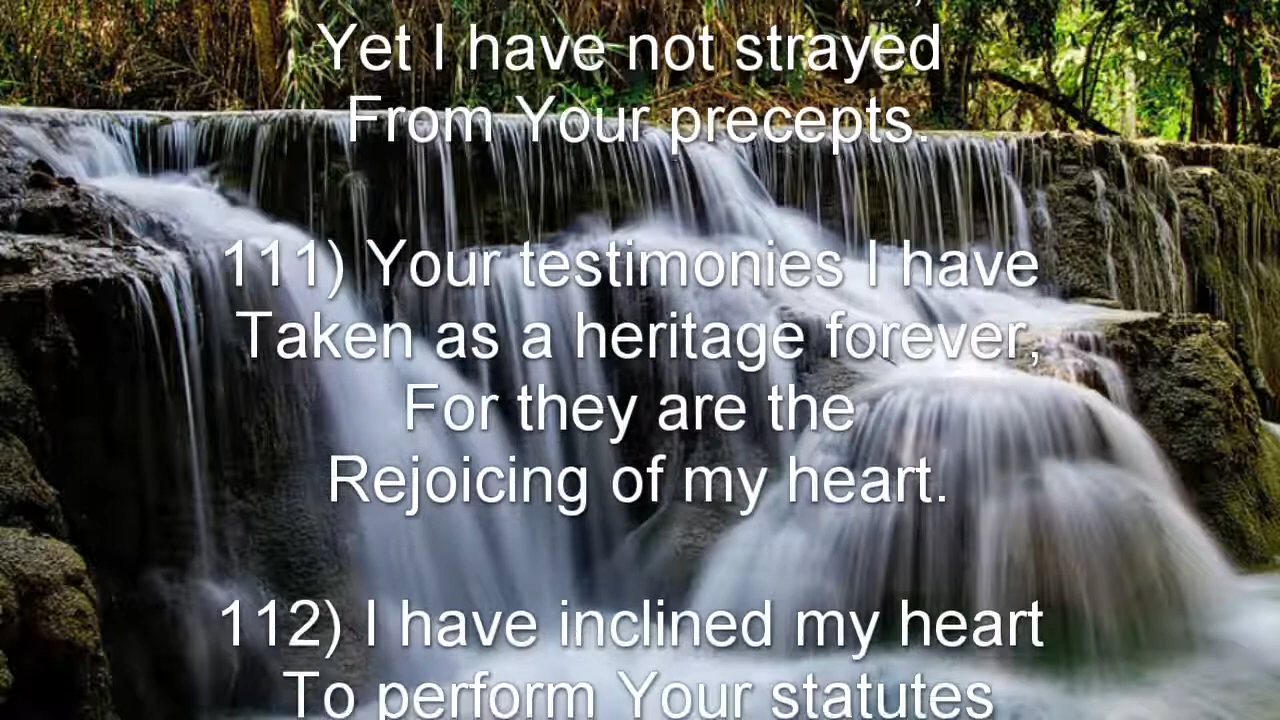 Yet I have not strayed
From Your precepts.
111) Your testimonies I have
Taken as a heritage forever,
For they are the
Rejoicing of my heart.
112) I have inclined my heart
To perform Your statutes